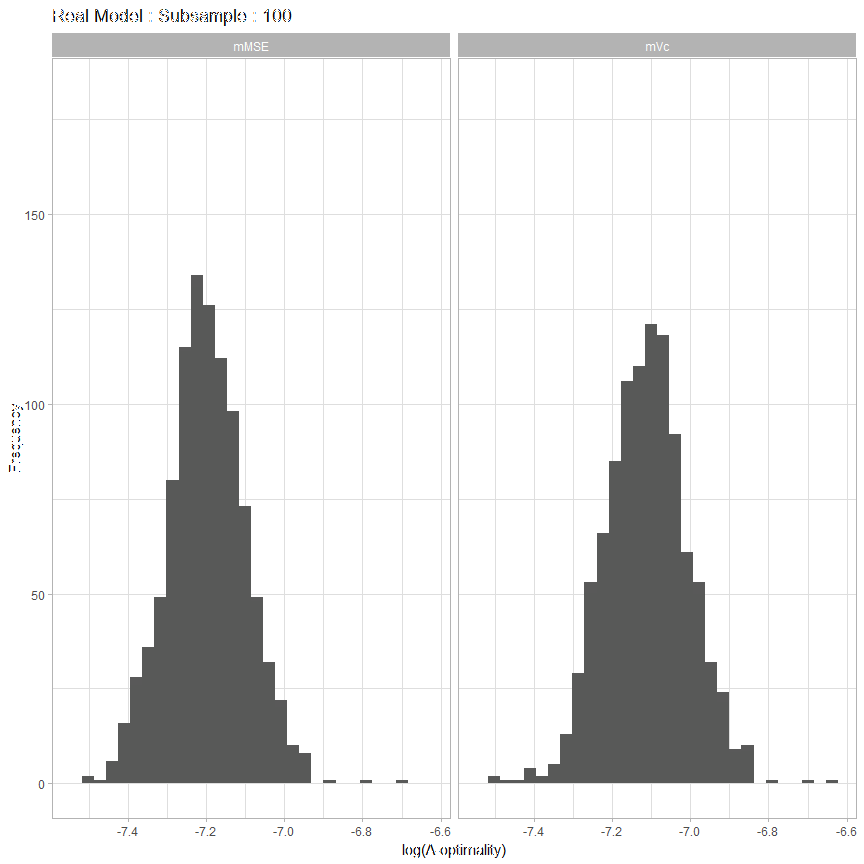 Real Model : Subsample : 100
mMSE
mVc
150
100
50
0
Frequency
-7.4 -7.2 -7.0 -6.8 -6.6
-7.4 -7.2 -7.0 -6.8 -6.6
log(A-optimality)